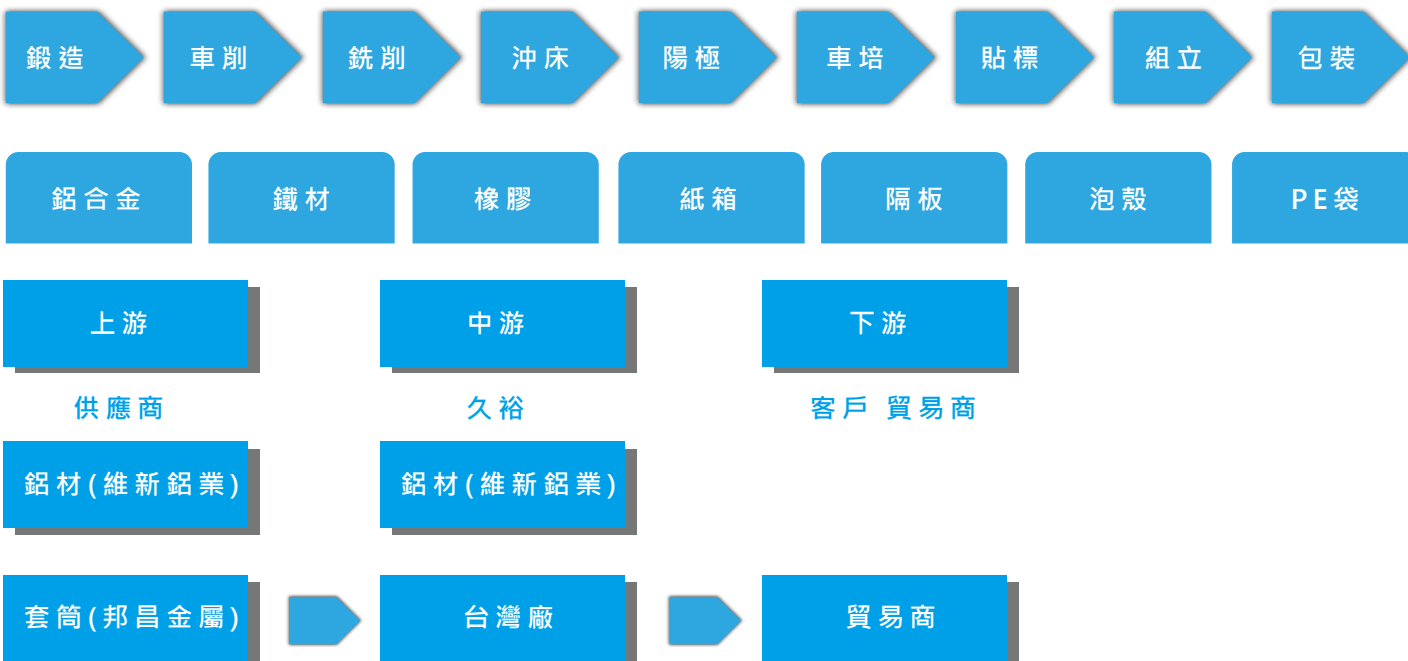 鍛造 車削 銑削 沖床 陽極 車培 貼標 組立 包裝
鋁合金 鐵材 橡膠 紙箱 隔板 泡殼 PE袋
上游 中游 下游
供應商 久裕 客戶 貿易商
鋁材(維新鋁業) 鋁材(維新鋁業)
套筒(邦昌金屬) 台灣廠 貿易商